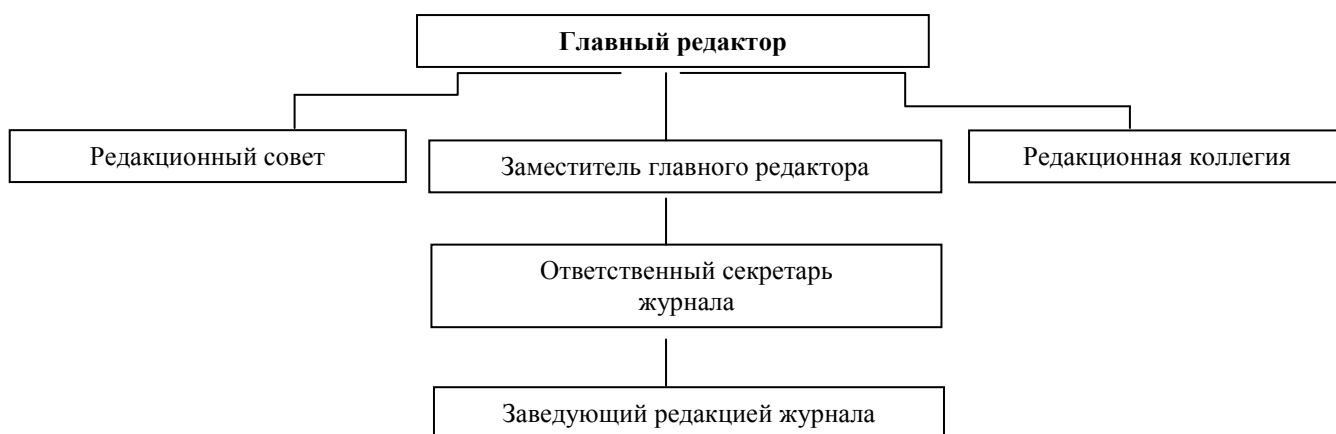 Главный редактор
Редакционный совет
Заместитель главного редактора
Редакционная коллегия
Ответственный секретарь
журнала
Заведующий редакцией журнала